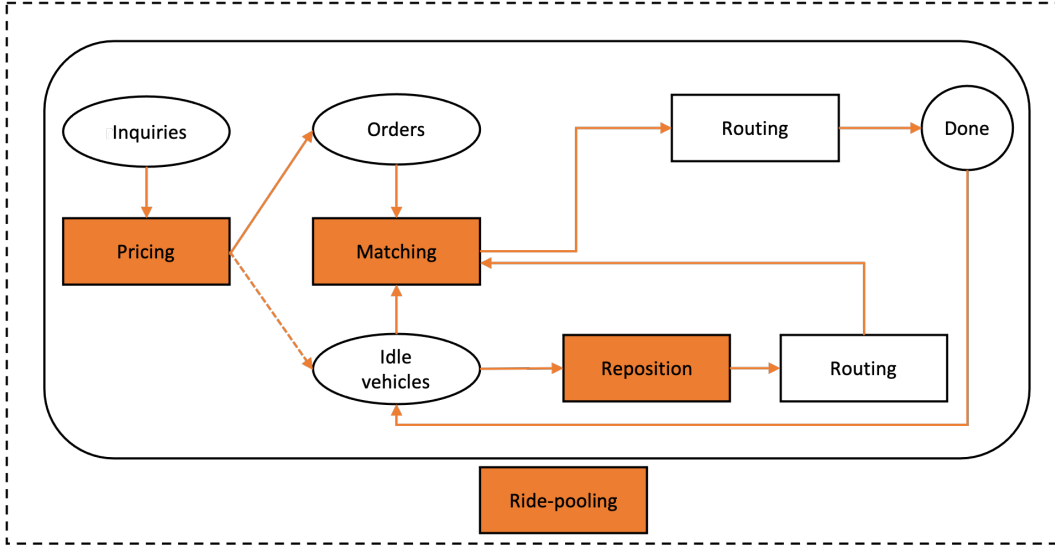 Inquiries
Orders
Routing
Done
Pricing
Matching
Idle
vehicles
Reposition
Routing
Ride-pooling